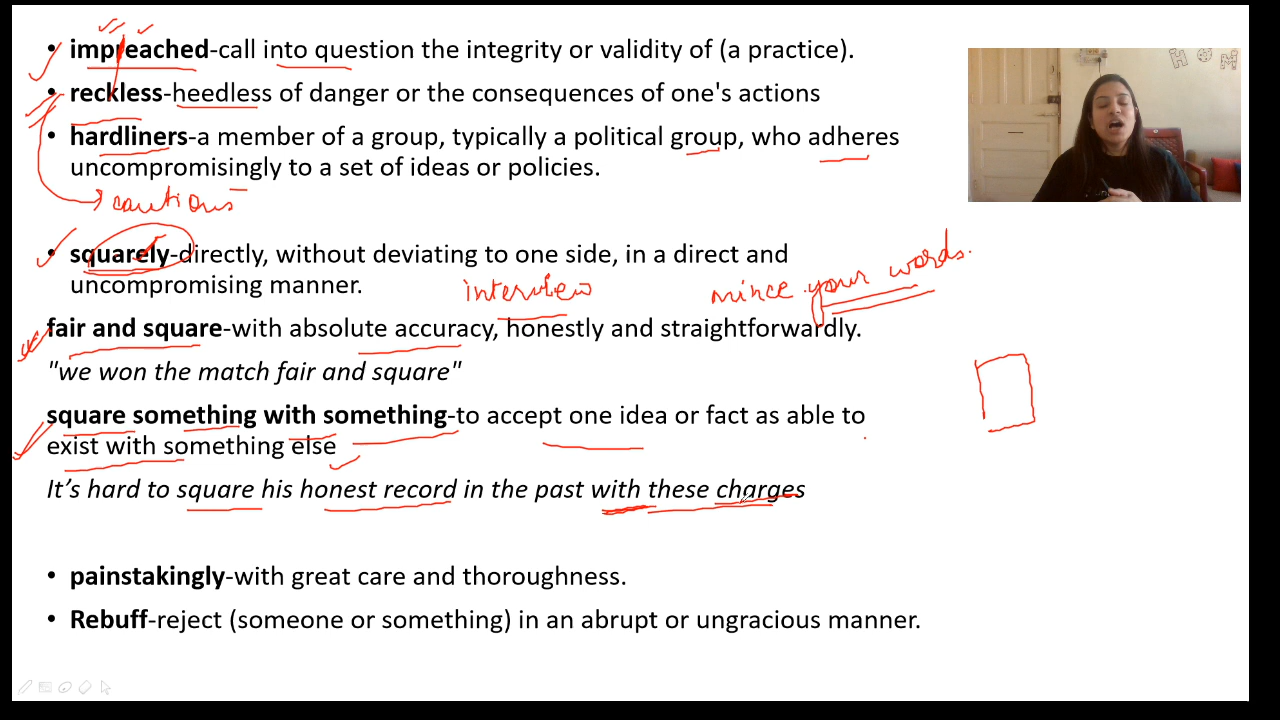 • impreached-call into question the integrity or validity of (a practice).
• reckless-heedless of danger or the consequences of one's actions
• hardliners-a member of a group, typically a political group, who adheres
uncompromisingly to a set of ideas or policies.
cautious
• squarely-directly, without deviating to one side, in a direct and
uncompromising manner.
interview mince your words.
fair and square-with absolute accuracy, honestly and straightforwardly.
"we won the match fair and square"
square something with something-to accept one idea or fact as able to
exist with something else
It's hard to square his honest record in the past with these charges
• painstakingly-with great care and thoroughness.
• Rebuff-reject (someone or something) in an abrupt or ungracious manner.